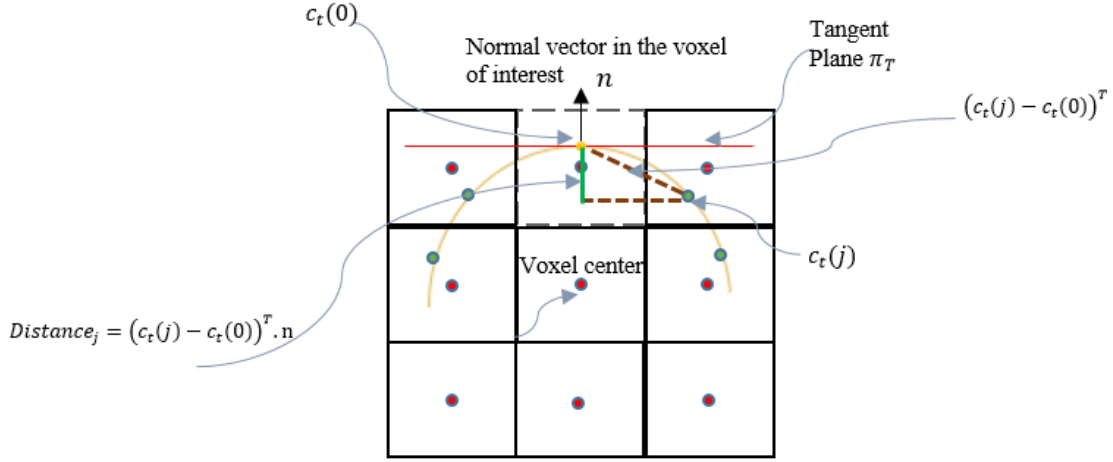 c_t(0)
Normal vector in the voxel
of interest
n
Tangent
Plane π_T
(c_t(j) − c_t(0))^T
c_t(j)
Voxel center
Distance_j = (c_t(j) − c_t(0))^T . n